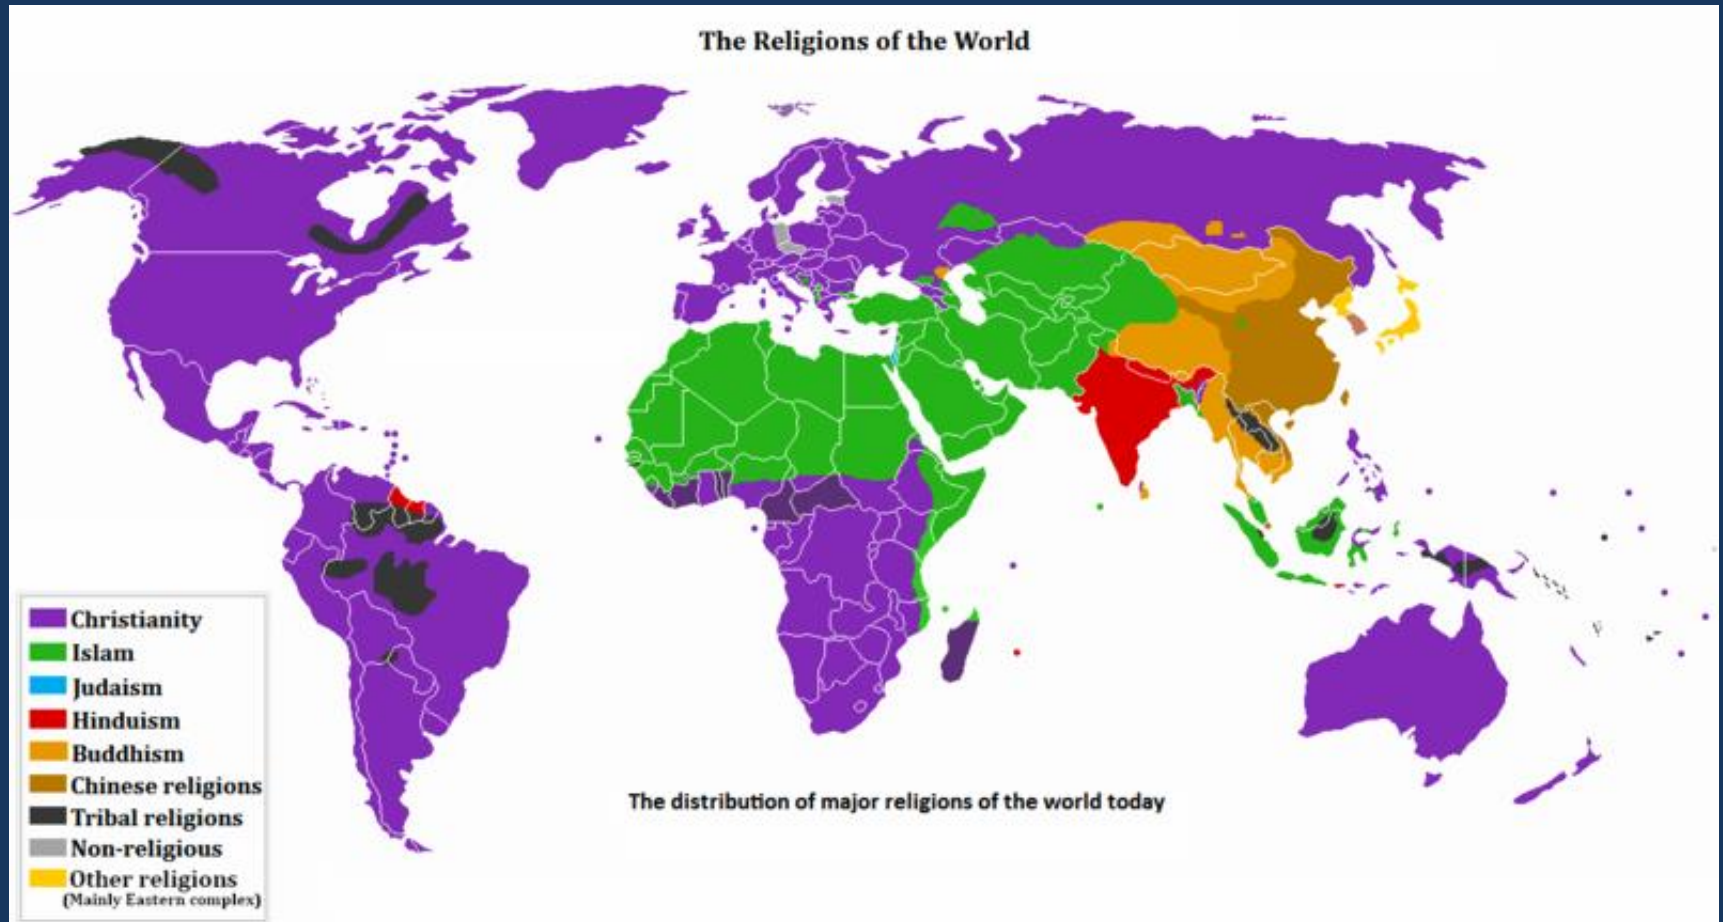 The Religions of the World
Christianity
Islam
Judaism
Hinduism
Buddhism
Chinese religions
Tribal religions
Non-religious
Other religions
(Mainly Eastern complex)
The distribution of major religions of the world today